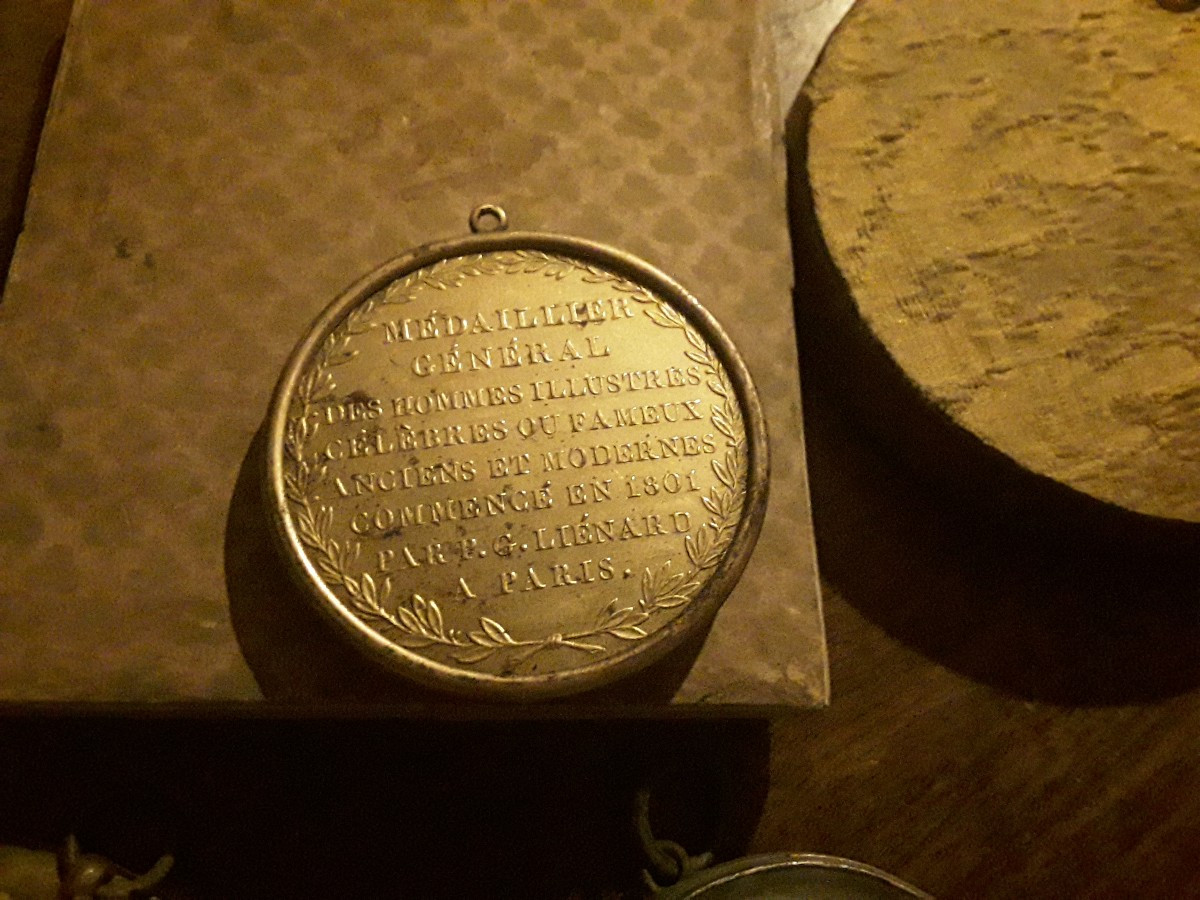 MÉDAILLIER
GÉNÉRAL
DES HOMMES ILLUSTRES
CÉLÈBRES OU FAMEUX
ANCIENS ET MODERNES
COMMENCÉ EN 1801
PAR P. G. LIÉNARD
A PARIS.